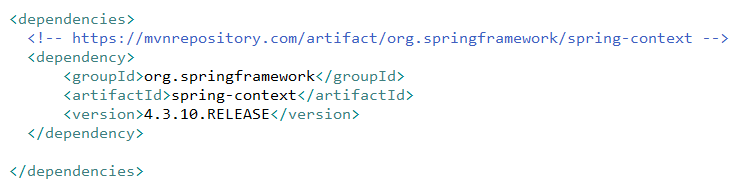 <dependencies>
<!-- https://mvnrepository.com/artifact/org.springframework/spring-context -->
<dependency>
<groupId>org.springframework</groupId>
<artifactId>spring-context</artifactId>
<version>4.3.10.RELEASE</version>
</dependency>
</dependencies>